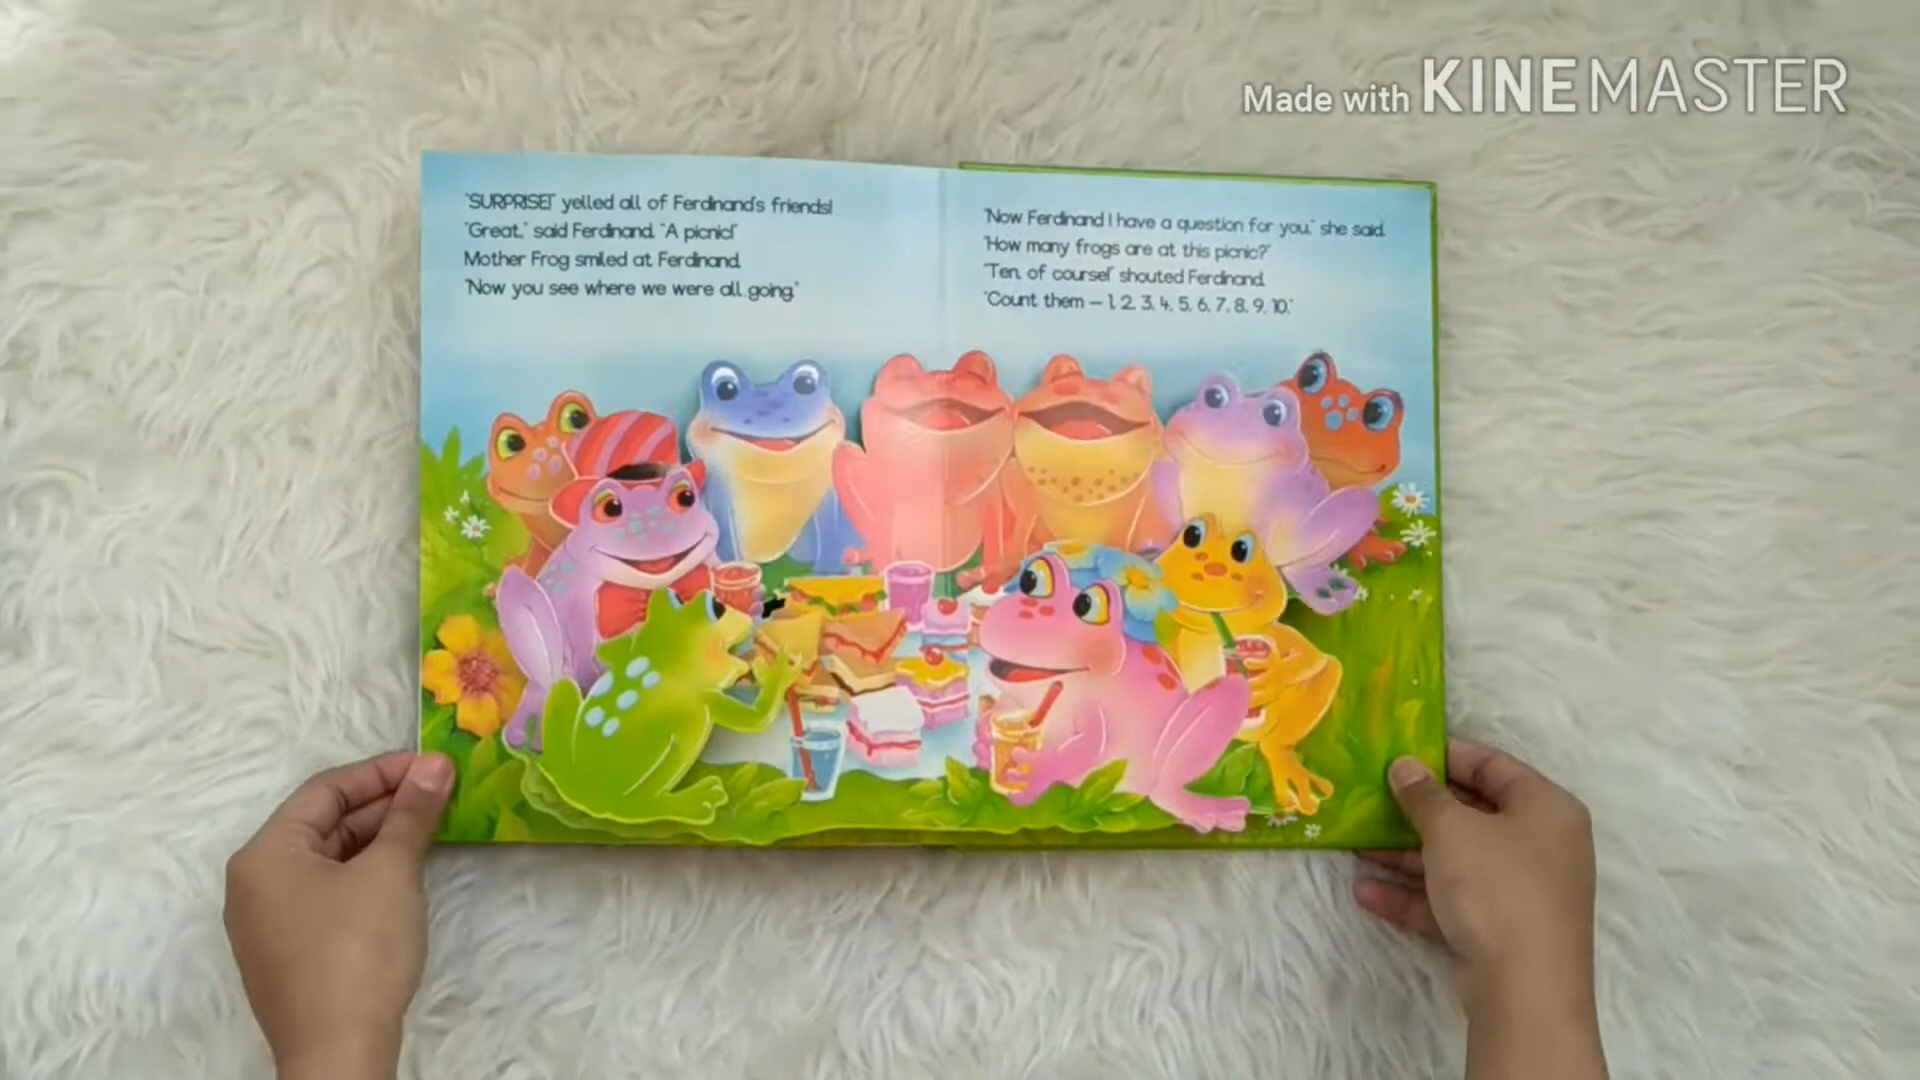 Made with KINEMASTER
"SURPRISE!" yelled all of Ferdinand's friends!
"Great," said Ferdinand. "A picnic!"
Mother Frog smiled at Ferdinand.
"Now you see where we were all going."
"Now Ferdinand I have a question for you," she said.
"How many frogs are at this picnic?"
"Ten, of course!" shouted Ferdinand.
"Count them – 1, 2, 3, 4, 5, 6, 7, 8, 9, 10."